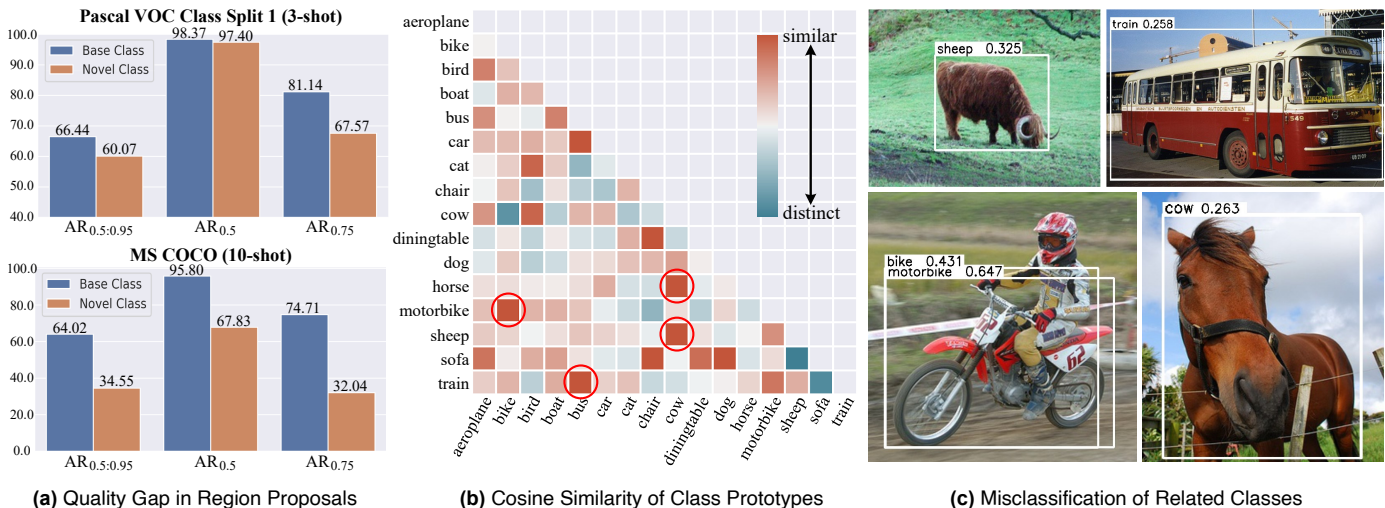 Pascal VOC Class Split 1 (3-shot)
100.0
90.0
80.0
70.0
60.0
50.0
40.0
Base Class
Novel Class
66.44
60.07
98.37
97.40
81.14
67.57
AR0.5:0.95
AR0.5
AR0.75
MS COCO (10-shot)
100.0
80.0
60.0
40.0
20.0
0.0
Base Class
Novel Class
64.02
34.55
95.80
67.83
74.71
32.04
AR0.5:0.95
AR0.5
AR0.75
(a) Quality Gap in Region Proposals
aeroplane
bike
bird
boat
bus
car
cat
chair
cow
diningtable
dog
horse
motorbike
sheep
sofa
train
similar
distinct
aeroplane
bike
bird
boat
bus
car
cat
chair
cow
diningtable
dog
horse
motorbike
sheep
sofa
train
(b) Cosine Similarity of Class Prototypes
sheep 0.325
train 0.258
bike 0.431
motorbike 0.647
62
cow 0.263
(c) Misclassification of Related Classes